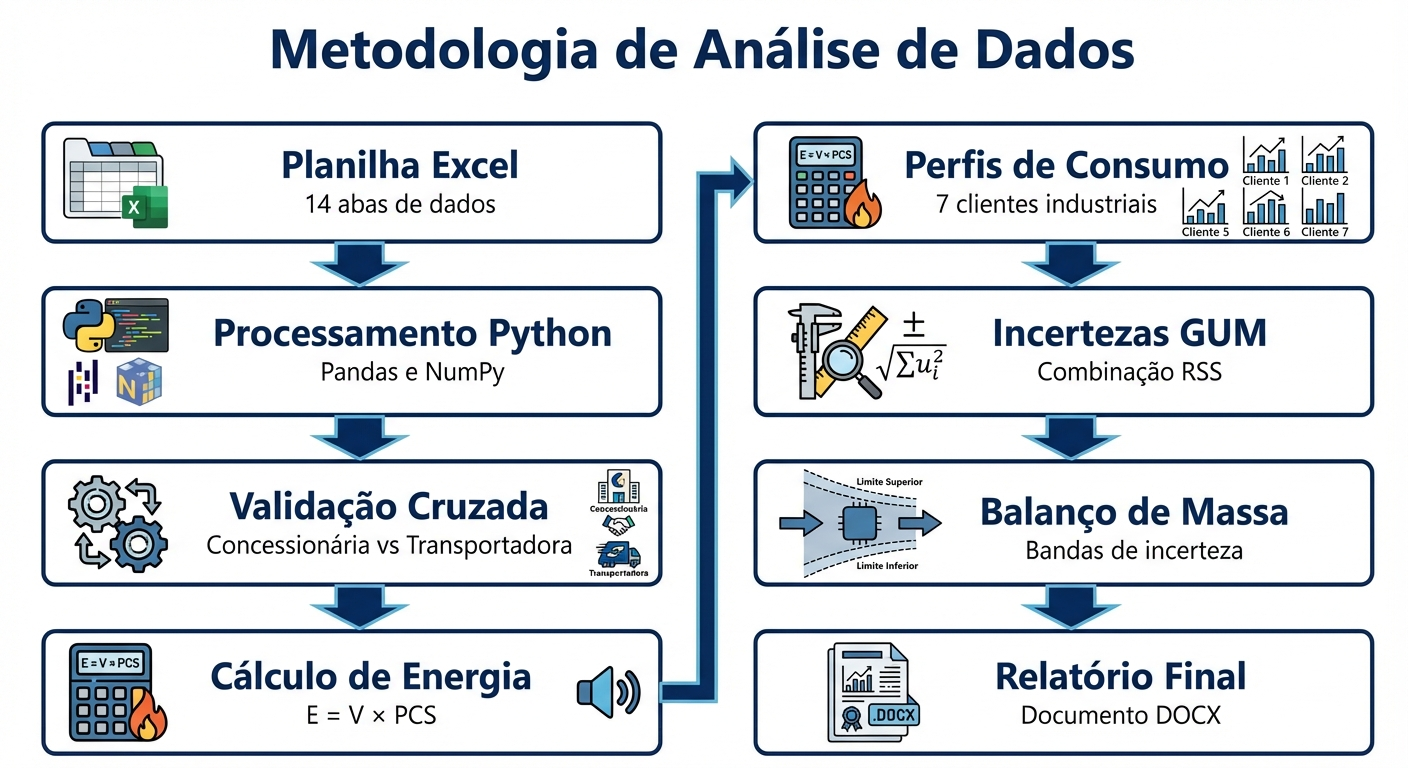 Metodologia de Análise de Dados
Planilha Excel
14 abas de dados
X
Processamento Python
Pandas e NumPy
N
Validação Cruzada
Concessionária vs Transportadora
Cálculo de Energia
E = V × PCS
E = V × PCS
Perfis de Consumo
7 clientes industriais
E = V × PCS
Cliente 1
Cliente 2
Cliente 5
Cliente 6
Cliente 7
Incertezas GUM
Combinação RSS
± √∑uᵢ²
Balanço de Massa
Bandas de incerteza
Limite Superior
Limite Inferior
Relatório Final
Documento DOCX
.DOCX